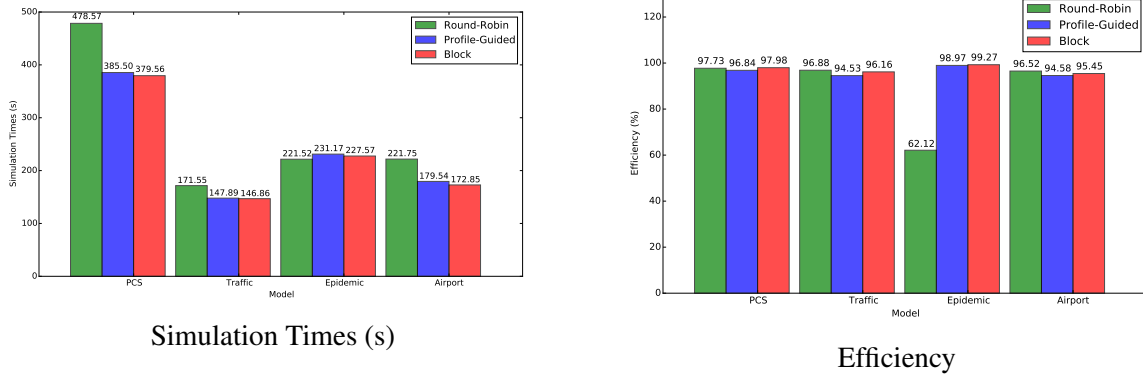 500
400
300
200
100
0
Simulation Times (s)
478.57
385.50
379.56
171.55
147.89
146.86
221.52
231.17
227.57
221.75
179.54
172.85
Round-Robin
Profile-Guided
Block
PCS
Traffic
Epidemic
Airport
Model
Simulation Times (s)
120
100
80
60
40
20
0
Efficiency (%)
97.73
96.84
97.98
96.88
94.53
96.16
62.12
98.97
99.27
96.52
94.58
95.45
Round-Robin
Profile-Guided
Block
PCS
Traffic
Epidemic
Airport
Model
Efficiency